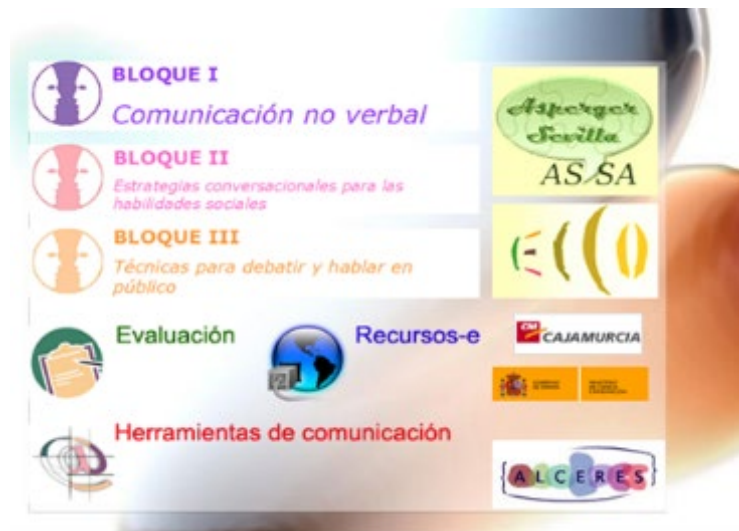 BLOQUE I
Comunicación no verbal
BLOQUE II
Estrategias conversacionales para las
habilidades sociales
BLOQUE III
Técnicas para debatir y hablar en
público
Evaluación
Recursos-e
Herramientas de comunicación
Asperger
Sevilla
AS/SA
CM
CAJAMURCIA
ALCERES